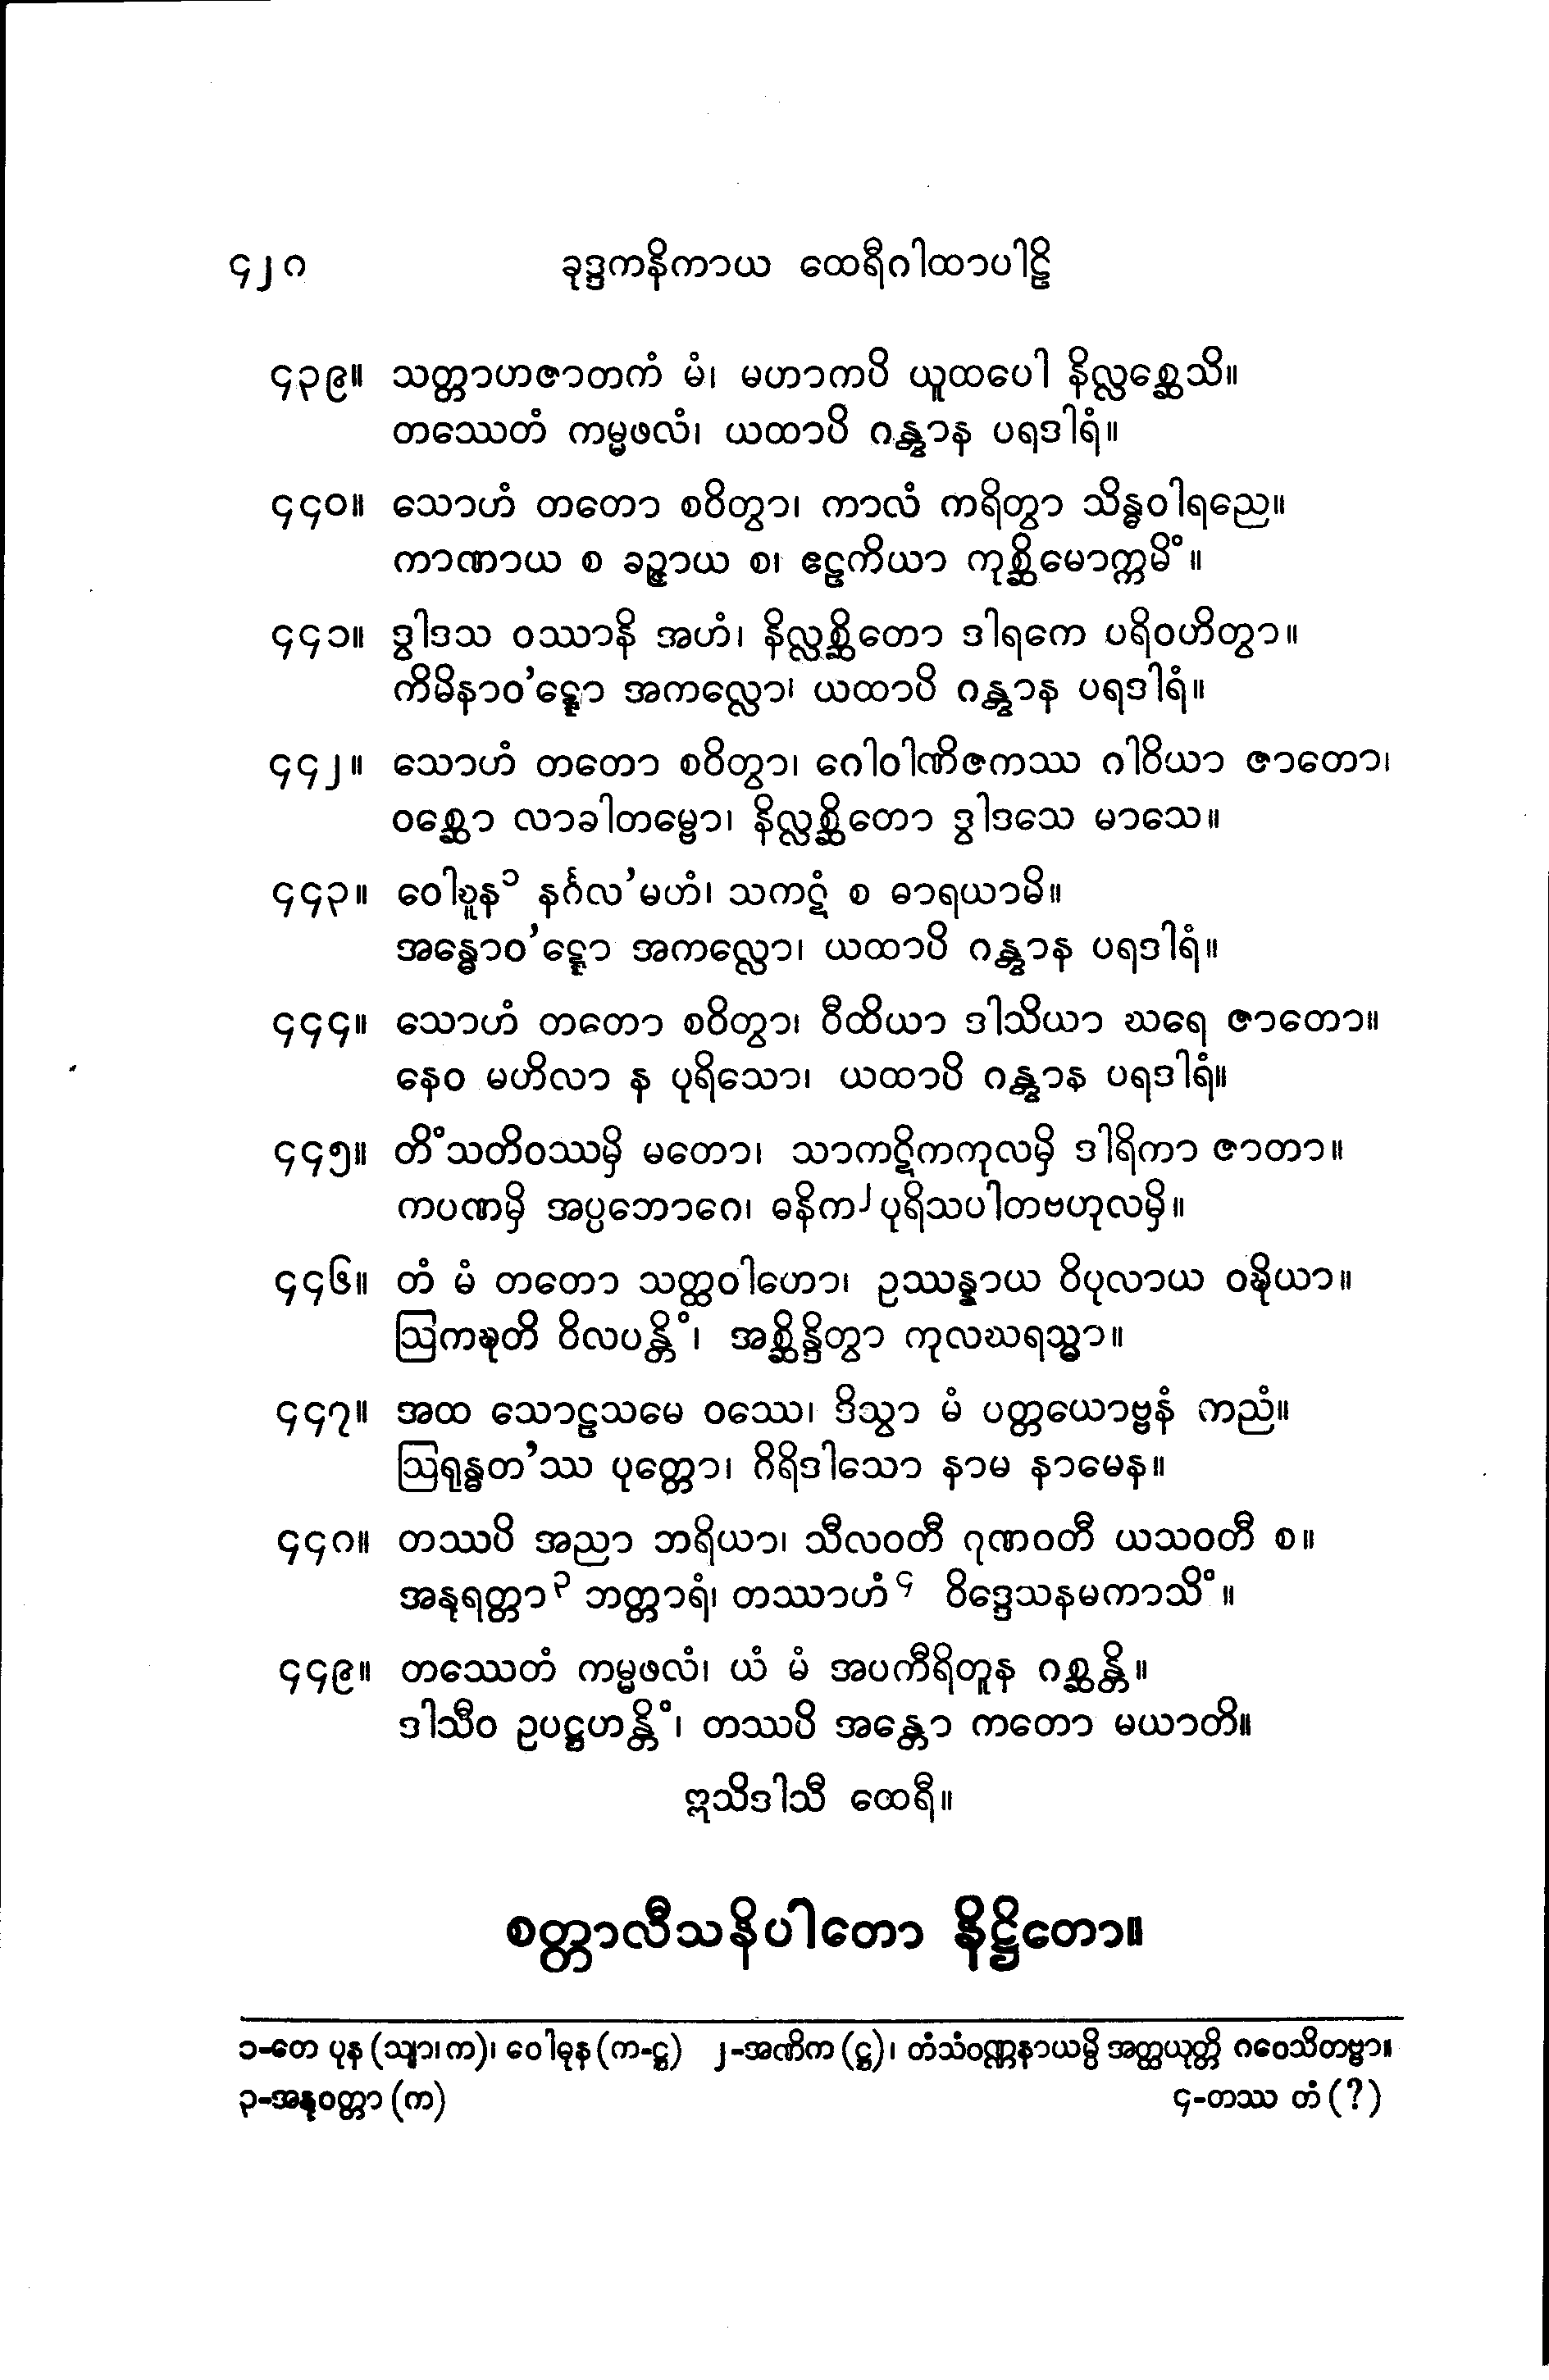 ၄၂၈ ခုဒ္ဒကနိကာယ ထေရီဂါထာပါဠိ
၄၃၉။ သတ္တာဟဇာတကံ မံ၊ မဟာကပိ ယူထပေါ နိလ္လစ္ဆေသိ။
တဿေတံ ကမ္မဖလံ၊ ယထာပိ ဂန္တွာန ပရဒါရံ။
၄၄၀။ သောဟံ တတော စဝိတွာ၊ ကာလံ ကရိတွာ သိန္ဓဝါရညေ။
ကာဏာယ စ ခဉ္ဇာယ စ၊ ဧဠကိယာ ကုစ္ဆိမောက္ကမိံ။
၄၄၁။ ဒွါဒသ ဝဿာနိ အဟံ၊ နိလ္လစ္ဆိတော ဒါရကေ ပရိဝဟိတွာ။
ကိမိနာဝ’ဋ္ဋော အကလ္လော၊ ယထာပိ ဂန္တွာန ပရဒါရံ။
၄၄၂။ သောဟံ တတော စဝိတွာ၊ ဂေါဝါဏိဇကဿ ဂါဝိယာ ဇာတော၊
ဝစ္ဆော လာခါတမ္ဗော၊ နိလ္လစ္ဆိတော ဒွါဒသေ မာသေ။
၄၄၃။ ဝေါဎူန၁ နင်္ဂလ’မဟံ၊ သကဋံ စ ဓာရယာမိ။
အန္ဓောဝ’ဋ္ဋော အကလ္လော၊ ယထာပိ ဂန္တွာန ပရဒါရံ။
၄၄၄။ သောဟံ တတော စဝိတွာ၊ ဝီထိယာ ဒါသိယာ ဃရေ ဇာတော။
နေဝ မဟိလာ န ပုရိသော၊ ယထာပိ ဂန္တွာန ပရဒါရံ။
၄၄၅။ တိံသတိဝဿမှိ မတော၊ သာကဋိကကုလမှိ ဒါရိကာ ဇာတာ။
ကပဏမှိ အပ္ပဘောဂေ၊ ဓနိက၂ပုရိသပါတဗဟုလမှိ။
၄၄၆။ တံ မံ တတော သတ္ထဝါဟော၊ ဥဿန္နာယ ဝိပုလာယ ဝဍ္ဎိယာ။
ဩကဍ္ဎတိ ဝိလပန္တိံ၊ အစ္ဆိန္ဒိတွာ ကုလဃရသ္မာ။
၄၄၇။ အထ သောဠသမေ ဝဿေ၊ ဒိသွာ မံ ပတ္တယောဗ္ဗနံ ကညံ။
ဩရုန္ဓတ’ဿ ပုတ္တော၊ ဂိရိဒါသော နာမ နာမေန။
၄၄၈။ တဿပိ အညာ ဘရိယာ၊ သီလဝတီ ဂုဏဝတီ ယသဝတီ စ။
အနုရတ္တာ၃ ဘတ္တာရံ၊ တဿာဟံ၄ ဝိဒ္ဒေသနမကာသိံ။
၄၄၉။ တဿေတံ ကမ္မဖလံ၊ ယံ မံ အပကီရိတူန ဂစ္ဆန္တိ။
ဒါသီဝ ဥပဋ္ဌဟန္တိံ၊ တဿပိ အန္တော ကတော မယာတိ။
ဣသိဒါသီ ထေရီ။
စတ္တာလီသနိပါတော နိဋ္ဌိတော။
၁-တေ ပုန (သျာ၊က)၊ ဝေါဓုန (က-ဋ္ဌ) ၂-အဏိက (ဋ္ဌ)၊ တံသံဝဏ္ဏနာယမ္ပိ အတ္ထယုတ္တိ ဂဝေသိတဗ္ဗာ။
၃-အနုဝတ္တာ (က) ၄-တဿ တံ (?)